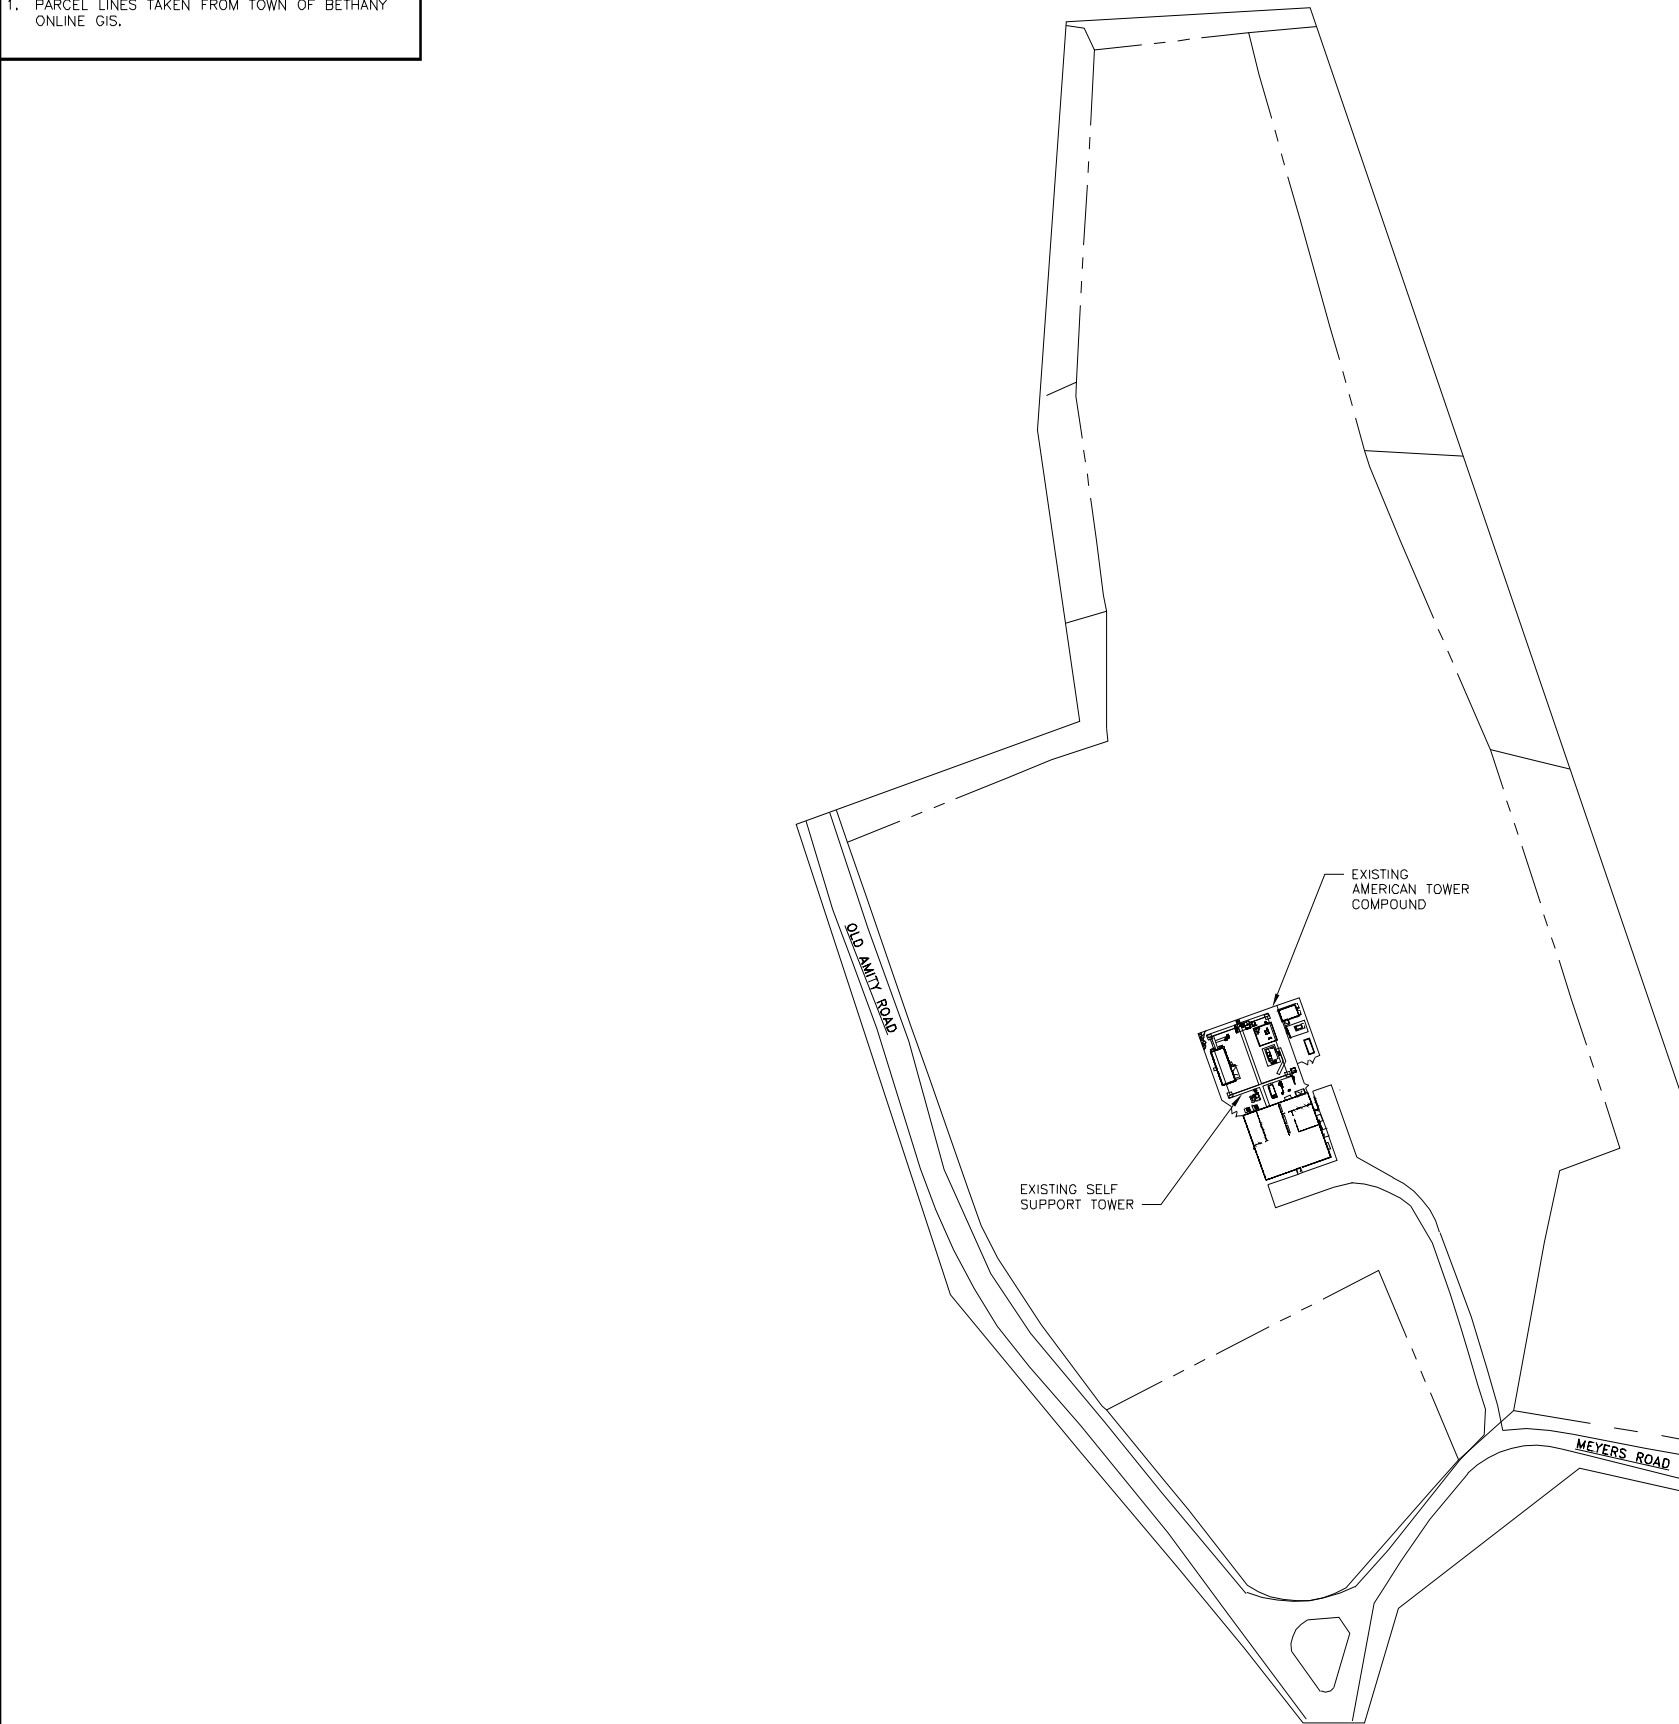 1. PARCEL LINES TAKEN FROM TOWN OF BETHANY
ONLINE GIS.
EXISTING
AMERICAN TOWER
COMPOUND
OLD AMITY ROAD
EXISTING SELF
SUPPORT TOWER
MEYERS ROAD